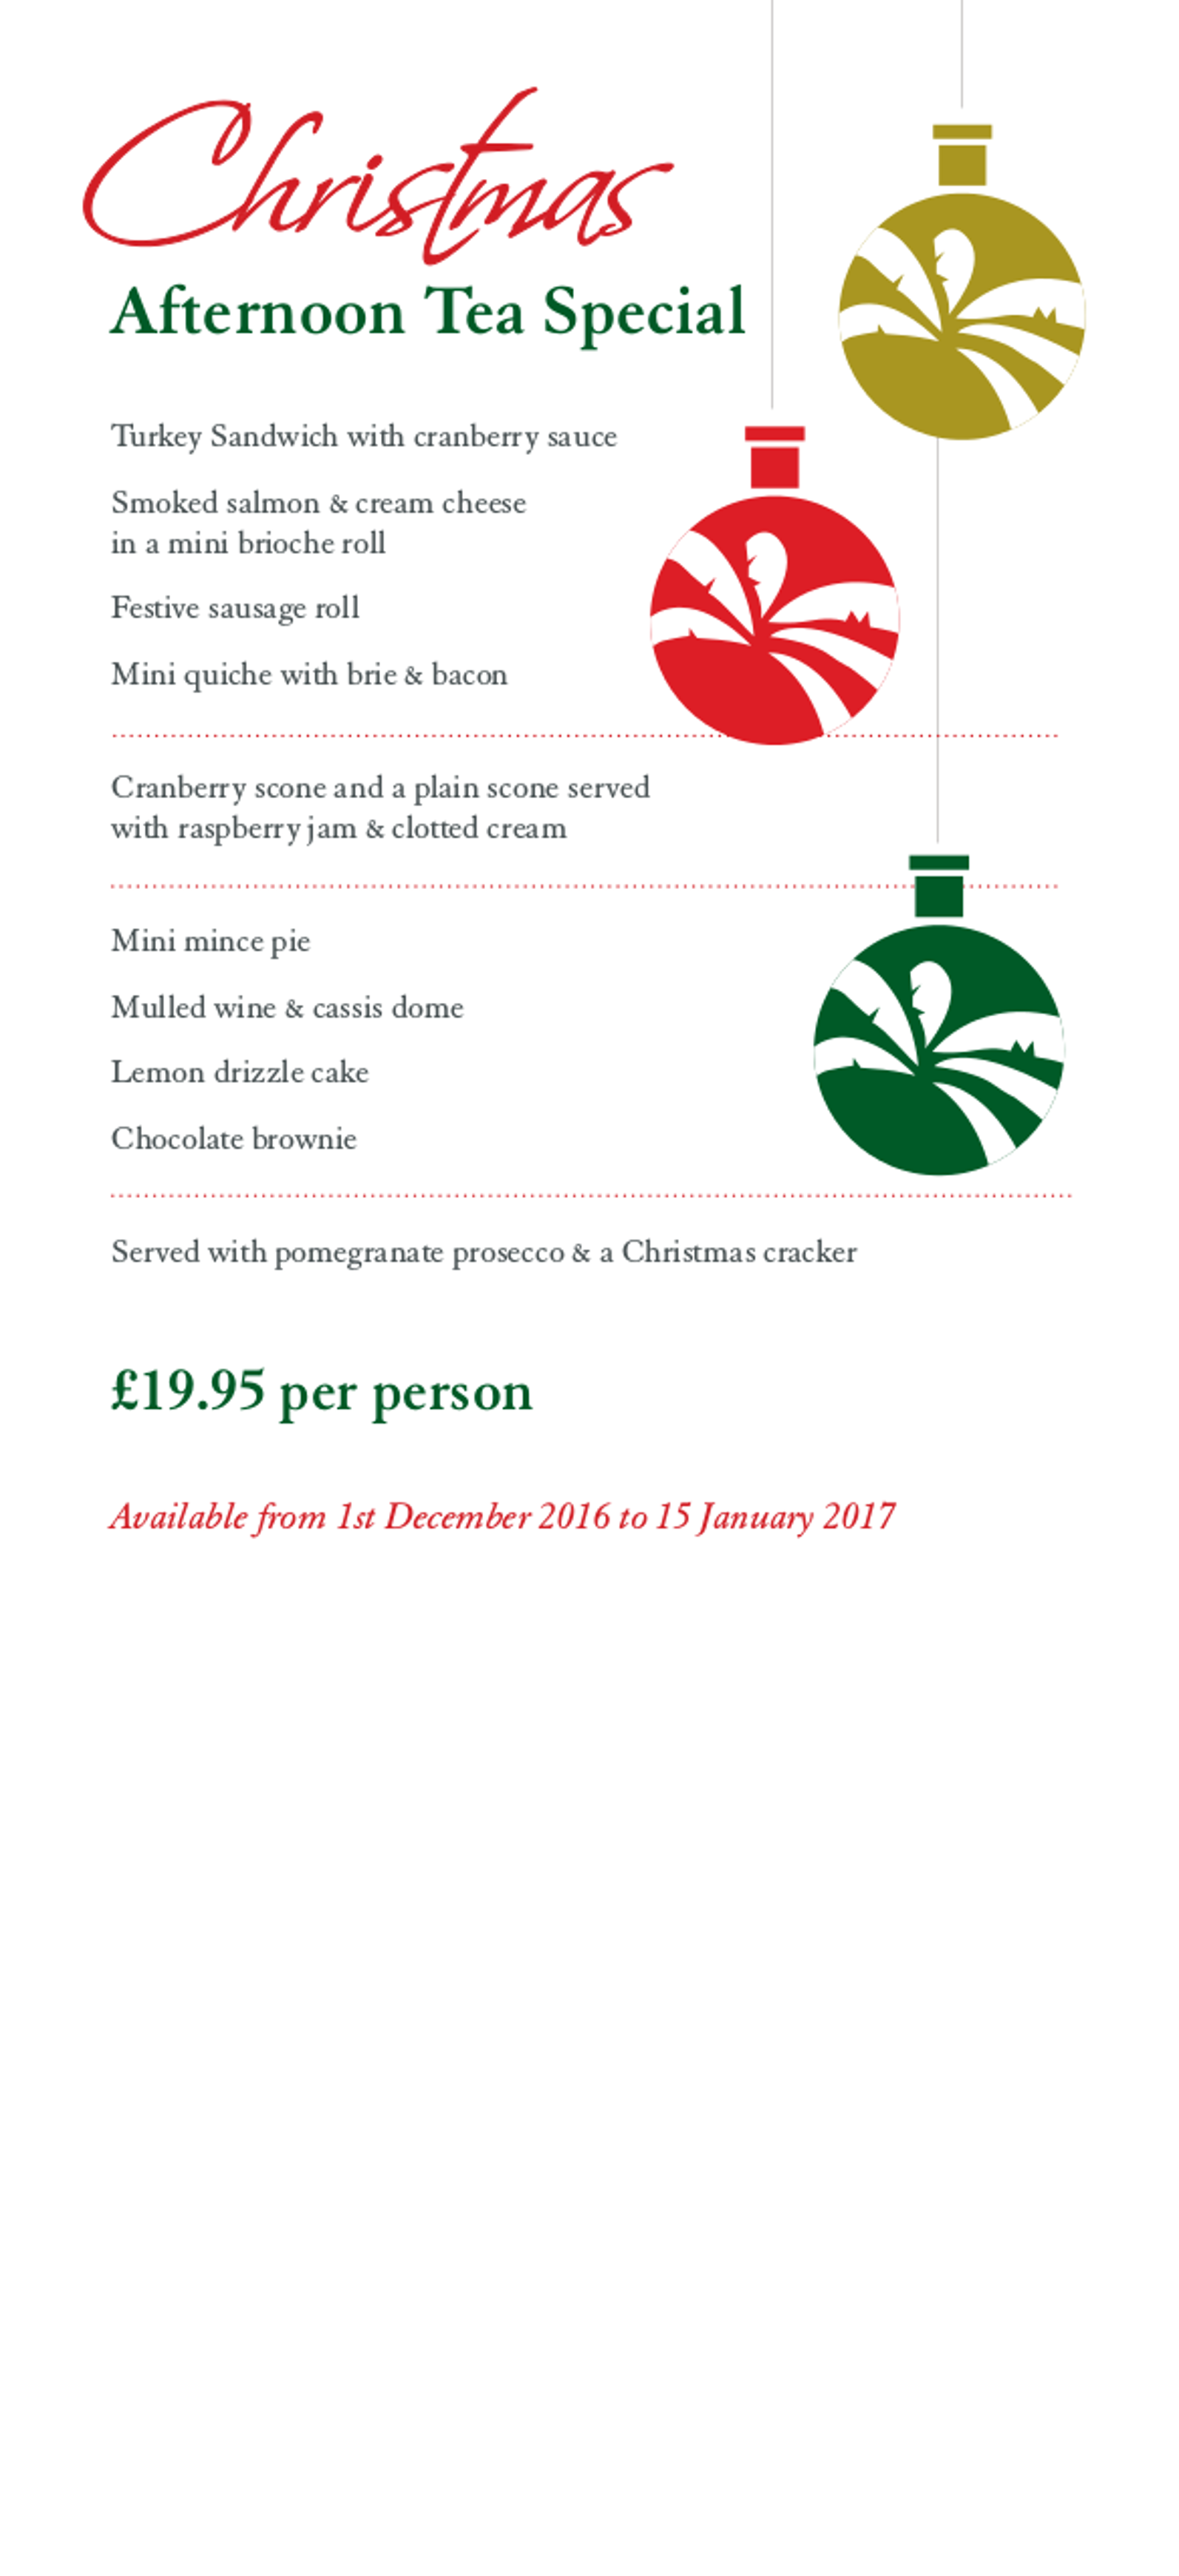 Christmas
Afternoon Tea Special
Turkey Sandwich with cranberry sauce
Smoked salmon & cream cheese
in a mini brioche roll
Festive sausage roll
Mini quiche with brie & bacon
Cranberry scone and a plain scone served
with raspberry jam & clotted cream
Mini mince pie
Mulled wine & cassis dome
Lemon drizzle cake
Chocolate brownie
Served with pomegranate prosecco & a Christmas cracker
£19.95 per person
Available from 1st December 2016 to 15 January 2017